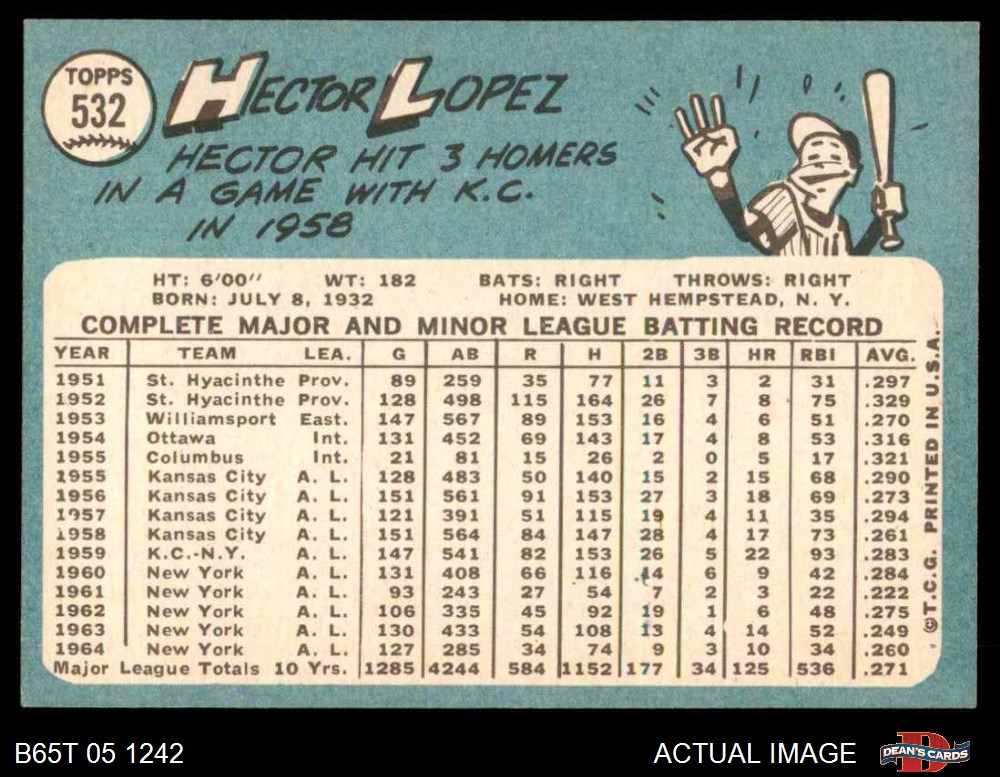 TOPPS
532
HECTOR LOPEZ
HECTOR HIT 3 HOMERS
IN A GAME WITH K.C.
IN 1958
HT: 6'00" WT: 182 BATS: RIGHT THROWS: RIGHT
BORN: JULY 8, 1932 HOME: WEST HEMPSTEAD, N. Y.
COMPLETE MAJOR AND MINOR LEAGUE BATTING RECORD
YEAR TEAM LEA. G AB R H 2B 3B HR RBI AVG.
1951 St. Hyacinthe Prov. 89 259 35 77 11 3 2 31 .297
1952 St. Hyacinthe Prov. 128 498 115 164 26 7 8 75 .329
1953 Williamsport East. 147 567 89 153 16 4 6 51 .270
1954 Ottawa Int. 131 452 69 143 17 4 8 53 .316
1955 Columbus Int. 21 81 15 26 2 0 5 17 .321
1955 Kansas City A. L. 128 483 50 140 15 2 15 68 .290
1956 Kansas City A. L. 151 561 91 153 27 3 18 69 .273
1957 Kansas City A. L. 121 391 51 115 19 4 11 35 .294
1958 Kansas City A. L. 151 564 84 147 28 4 17 73 .261
1959 K.C.-N.Y. A. L. 147 541 82 153 26 5 22 93 .283
1960 New York A. L. 131 408 66 116 14 6 9 42 .284
1961 New York A. L. 93 243 27 54 7 2 3 22 .222
1962 New York A. L. 106 335 45 92 19 1 6 48 .275
1963 New York A. L. 130 433 54 108 13 4 14 52 .249
1964 New York A. L. 127 285 34 74 9 3 10 34 .260
Major League Totals 10 Yrs. 1285 4244 584 1152 177 34 125 536 .271
©T.C.G. PRINTED IN U.S.A.
B65T 05 1242 ACTUAL IMAGE
D
DEAN'S CARDS